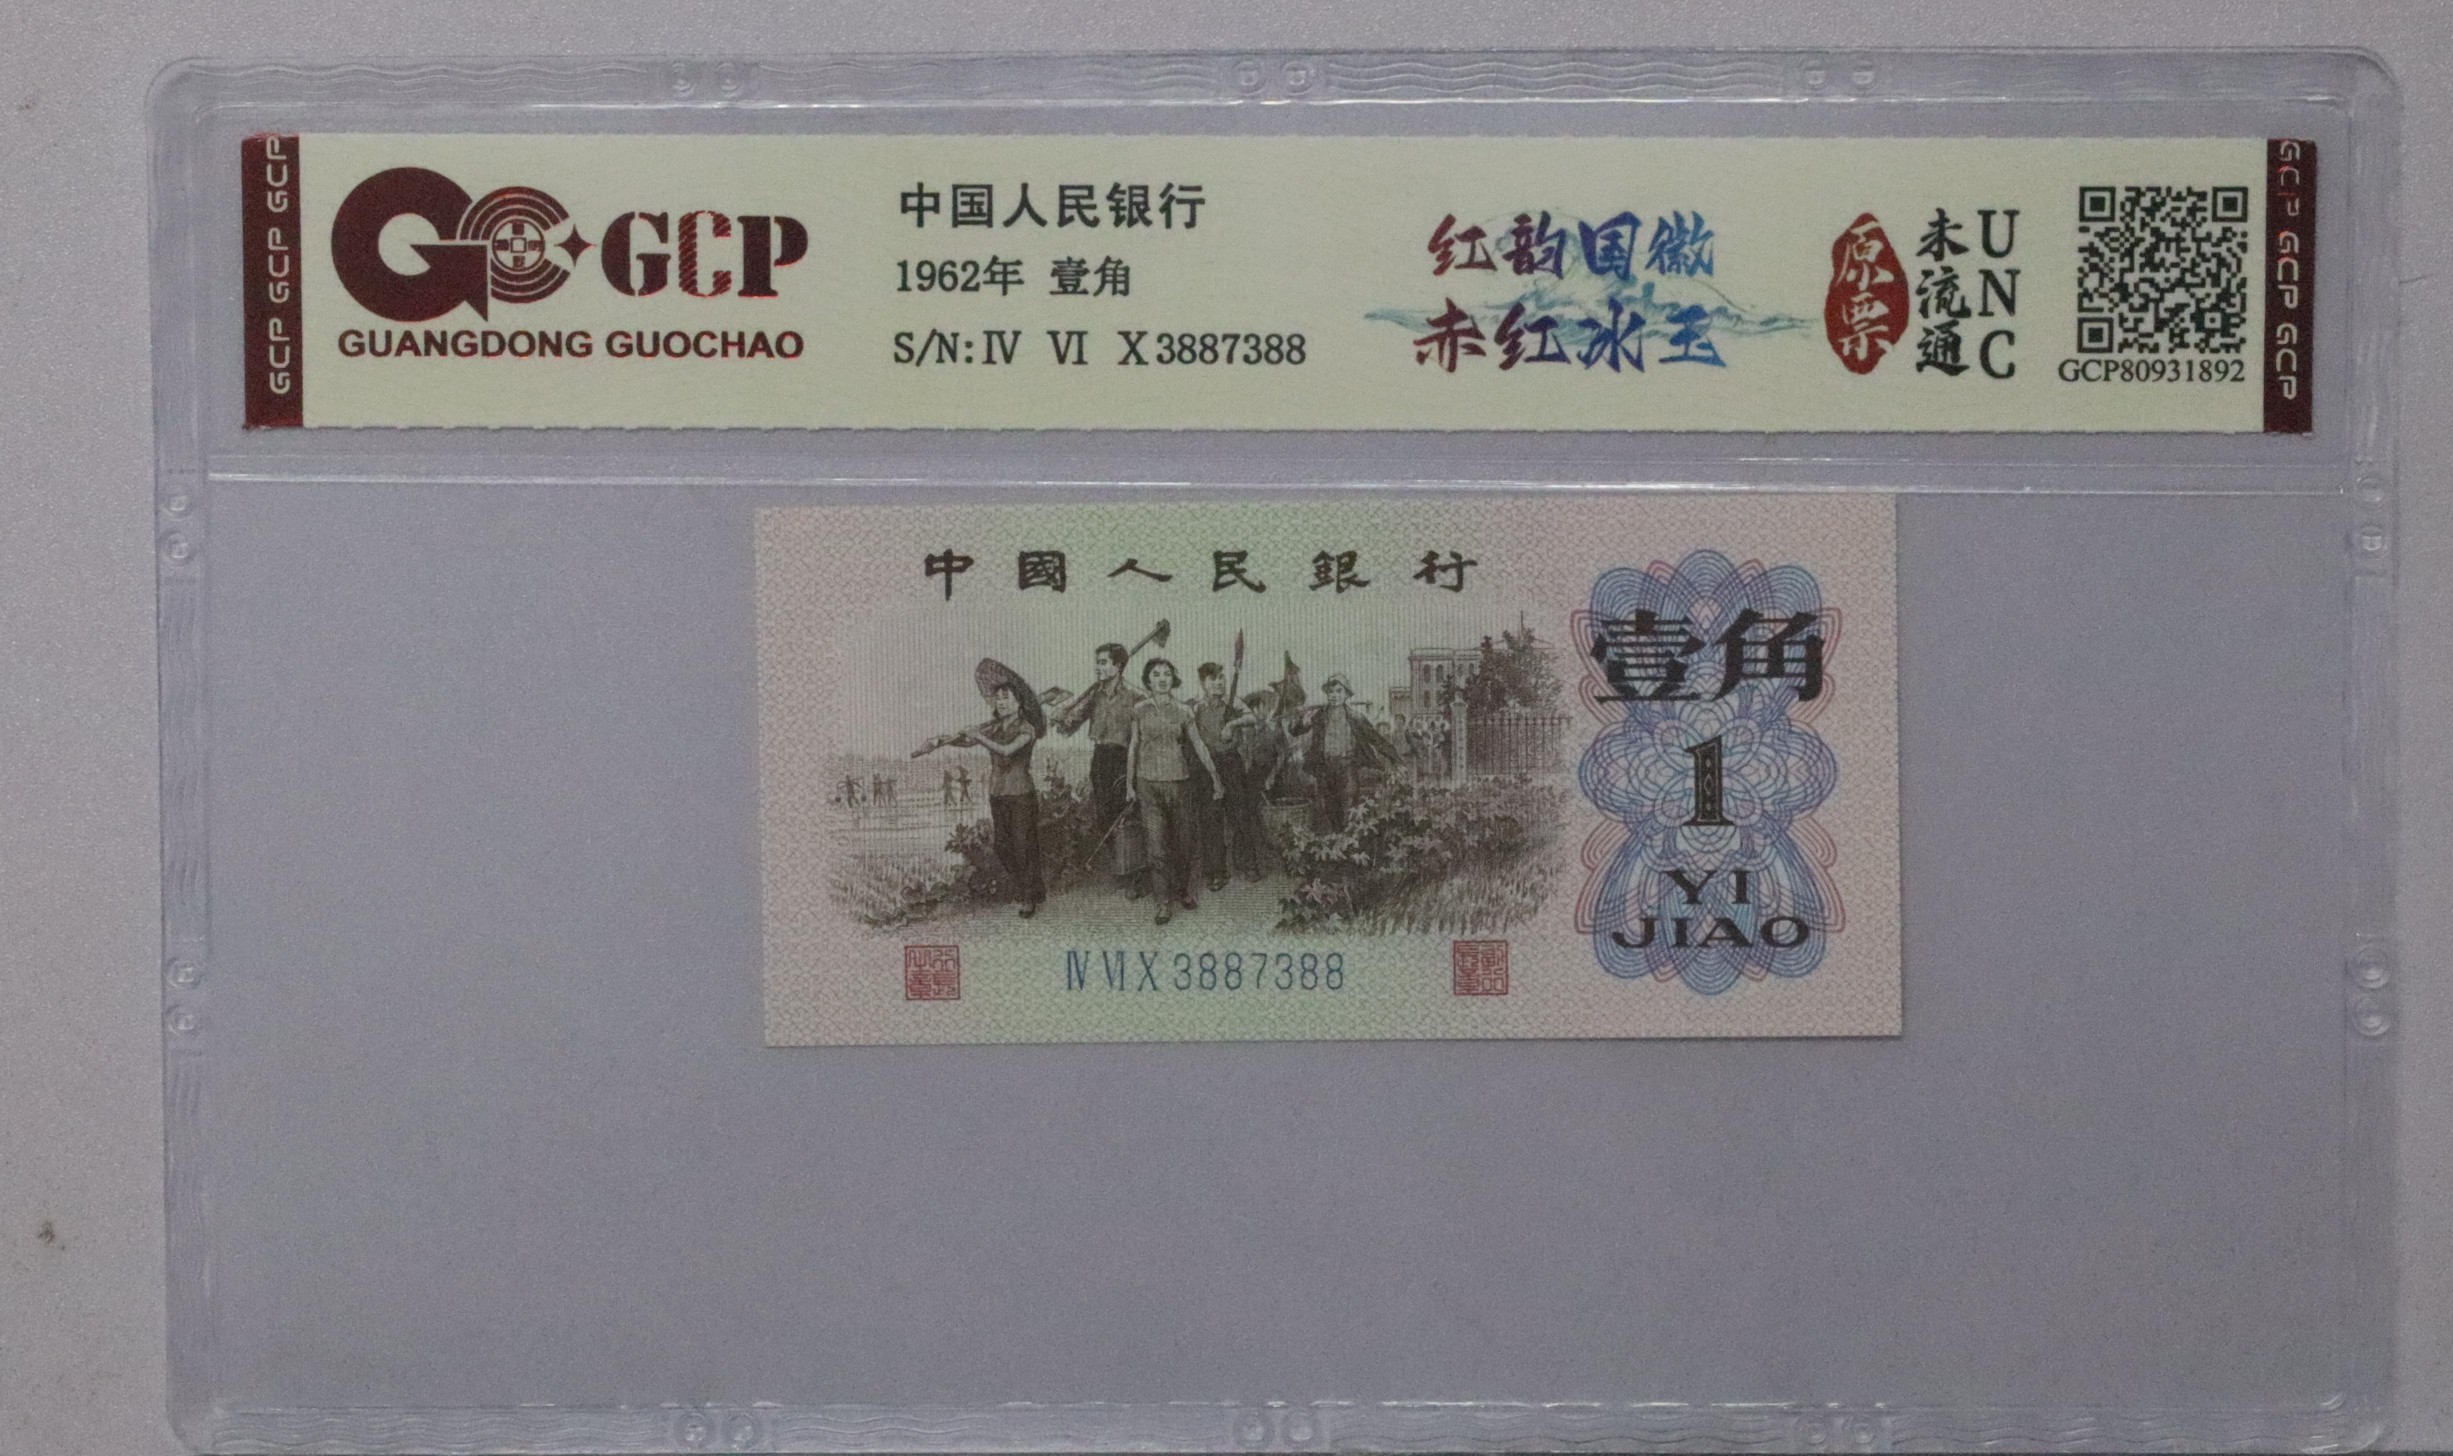 GCP GCP GCP
GCP
GUANGDONG GUOCHAO
中国人民银行
1962年 壹角
S/N: IV VI X 3887388
红韵国徽
赤红冰玉
原票
未流通
UNC
GCP80931892
GCP GCP GCP
中國人民銀行
壹角
1
YI
JIAO
IV VI X 3887388